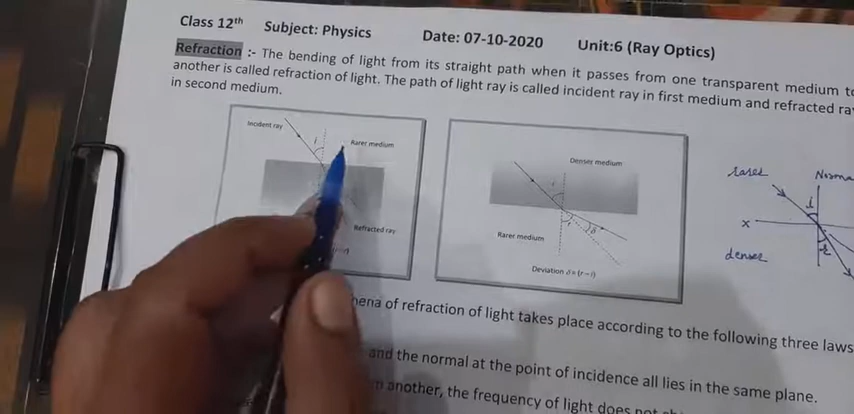 Class 12th Subject: Physics Date: 07-10-2020 Unit:6 (Ray Optics)
Refraction :- The bending of light from its straight path when it passes from one transparent medium to
another is called refraction of light. The path of light ray is called incident ray in first medium and refracted ra
in second medium.
Incident ray
i
Rarer medium
Refracted ray
Denser medium
i
Rarer medium
r
δ
Deviation δ = (r – i)
rarer
Norma
i
x
denser
r
of refraction of light takes place according to the following three laws
and the normal at the point of incidence all lies in the same plane.
another, the frequency of light does not